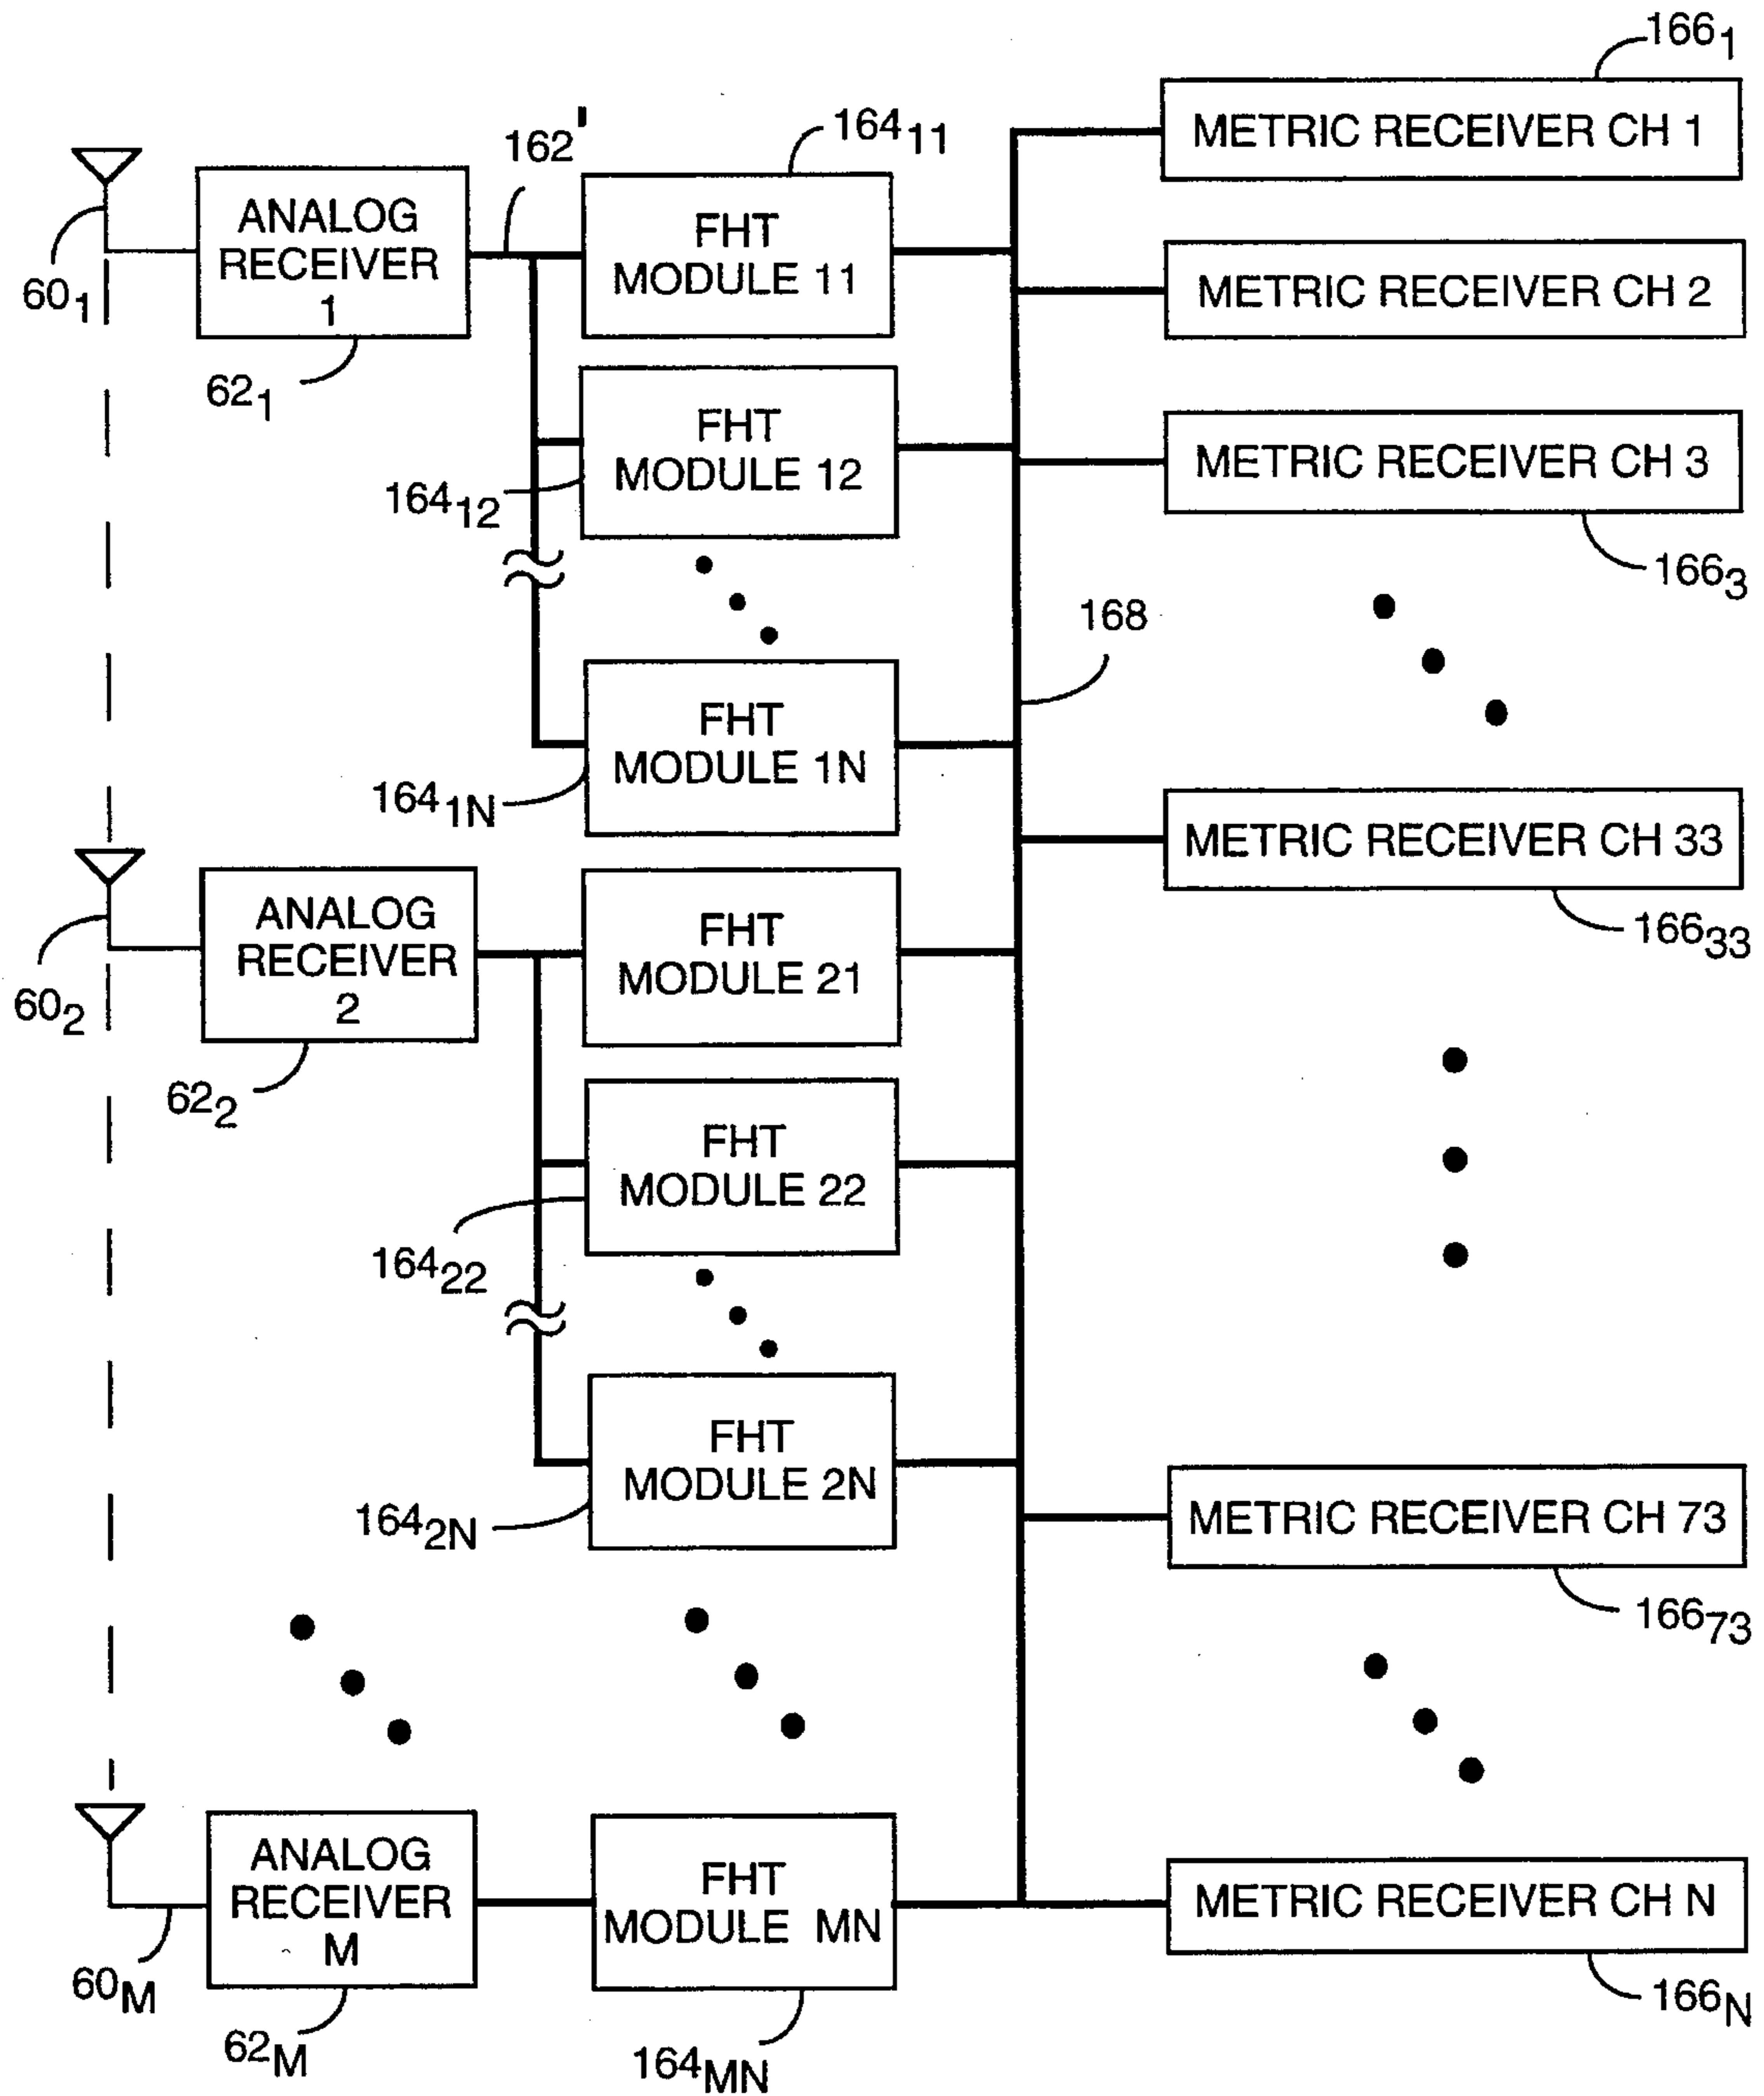 166₁
METRIC RECEIVER CH 1
162'
164₁₁
ANALOG
RECEIVER
1
FHT
MODULE 11
60₁
62₁
METRIC RECEIVER CH 2
FHT
MODULE 12
164₁₂
METRIC RECEIVER CH 3
166₃
168
FHT
MODULE 1N
164₁N
METRIC RECEIVER CH 33
166₃₃
ANALOG
RECEIVER
2
60₂
62₂
FHT
MODULE 21
FHT
MODULE 22
164₂₂
FHT
MODULE 2N
164₂N
METRIC RECEIVER CH 73
166₇₃
ANALOG
RECEIVER
M
60M
62M
FHT
MODULE MN
164MN
METRIC RECEIVER CH N
166N